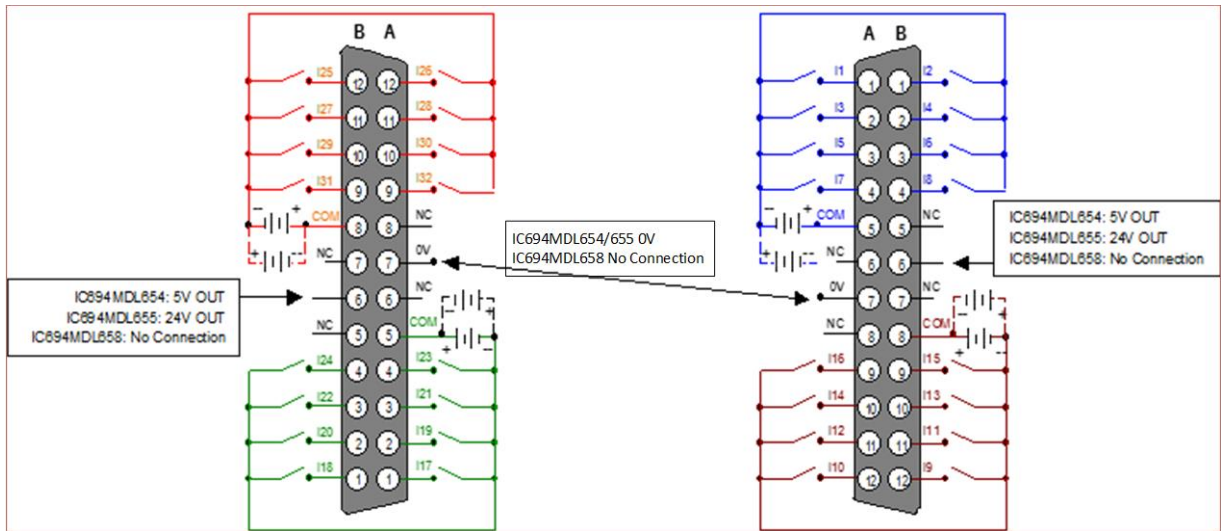 B A
I25 12 12 I26
I27 11 11 I28
I29 10 10 I30
I31 9 9 I32
- + COM 8 8 NC
+ -- NC 7 7 0V
6 6 NC
NC 5 5 COM
- +
+ --
I24 4 4 I23
I22 3 3 I21
I20 2 2 I19
I18 1 1 I17
IC694MDL654: 5V OUT
IC694MDL655: 24V OUT
IC694MDL658: No Connection
IC694MDL654/655 0V
IC694MDL658 No Connection
A B
I1 1 1 I2
I3 2 2 I4
I5 3 3 I6
I7 4 4 I8
- + COM 5 5 NC
+ -- NC 6 6
0V 7 7 NC
NC 8 8 COM
- +
+ --
I16 9 9 I15
I14 10 10 I13
I12 11 11 I11
I10 12 12 I9
IC694MDL654: 5V OUT
IC694MDL655: 24V OUT
IC694MDL658: No Connection